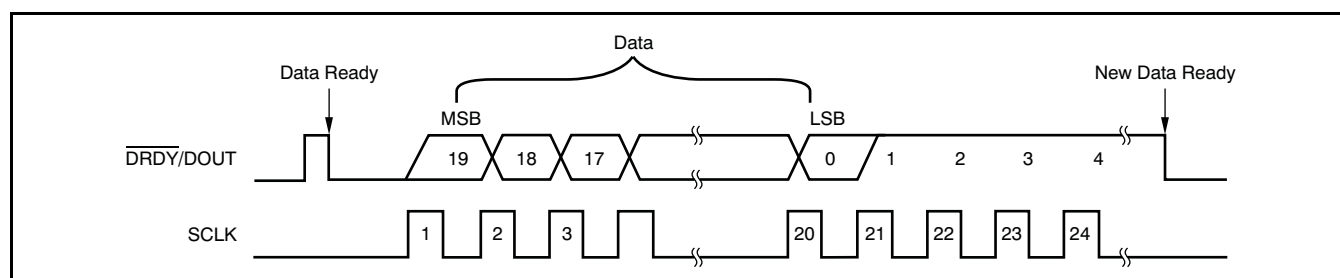 Data
Data Ready
New Data Ready
MSB
LSB
DRDY/DOUT
19 18 17 0 1 2 3 4
SCLK
1 2 3 20 21 22 23 24